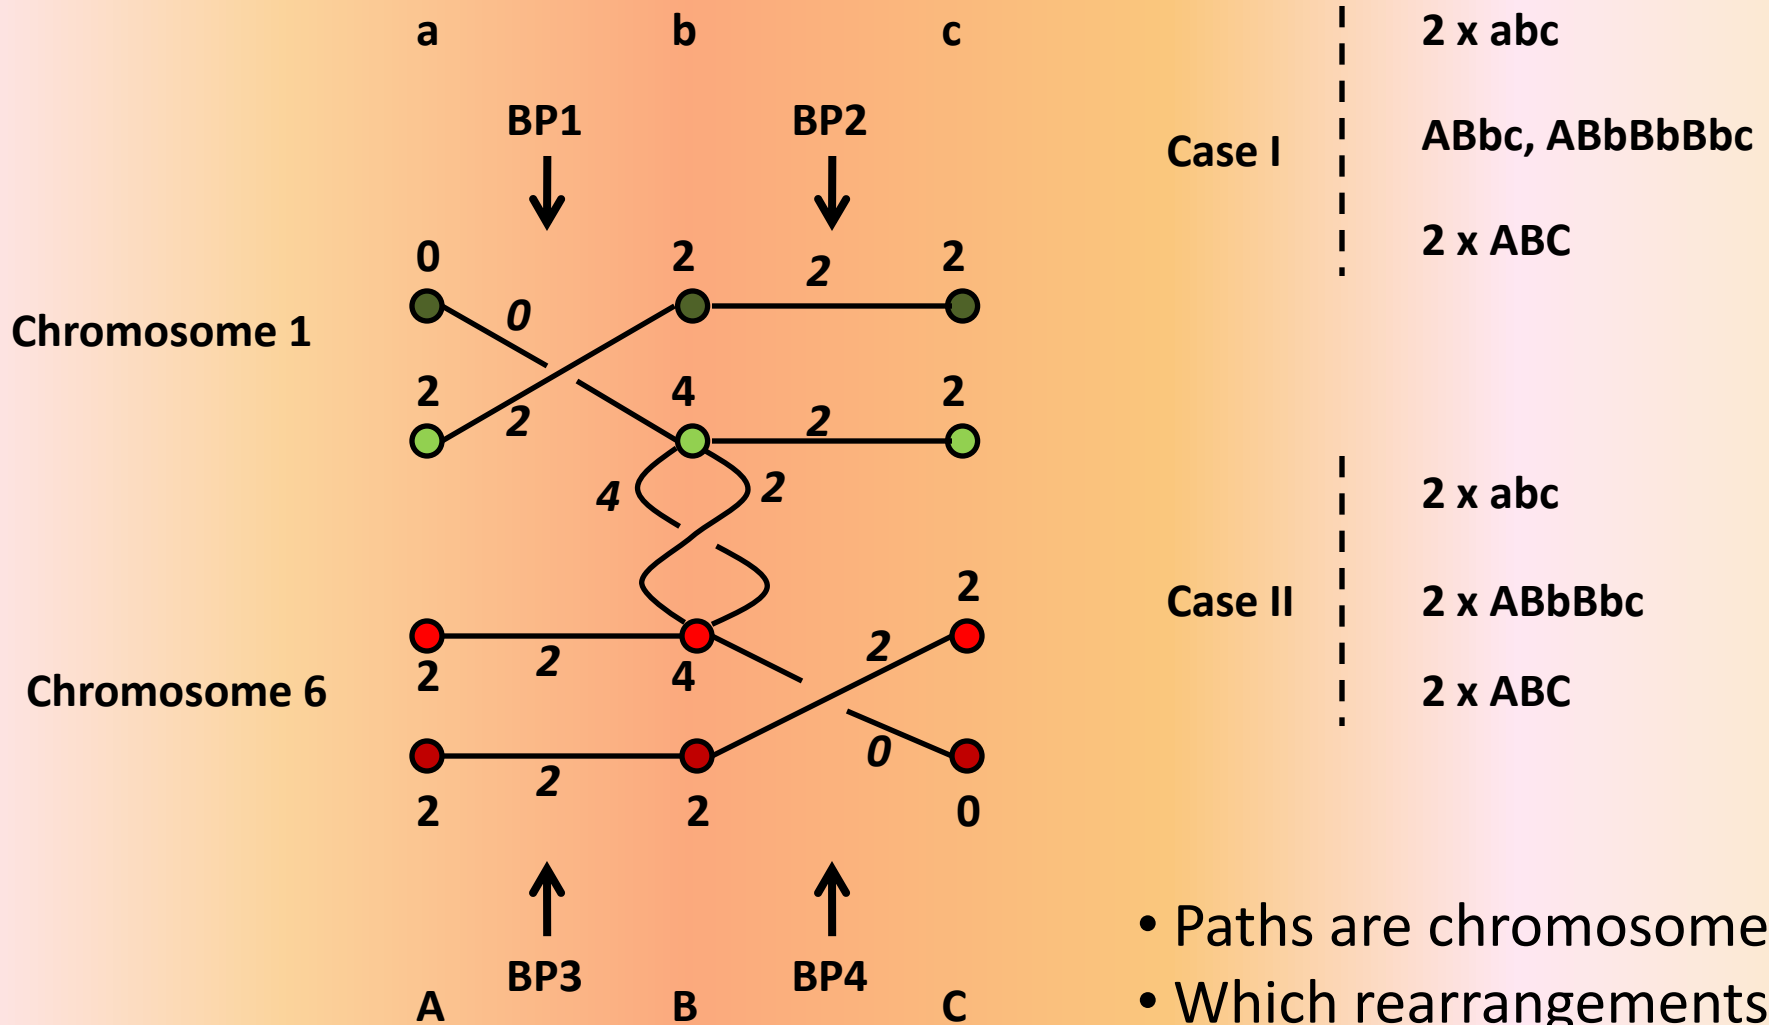 a b c
2 x abc
BP1 BP2
Case I
ABbc, ABbBbBbc
2 x ABC
0 2 2 2
0
Chromosome 1
2 4 2
2 2
4 2
2 x abc
Case II
2 x ABbBbc
2
2 2
2 4
Chromosome 6
2 x ABC
2 0
2 2 0
BP3 BP4
A B C
• Paths are chromosome
• Which rearrangements